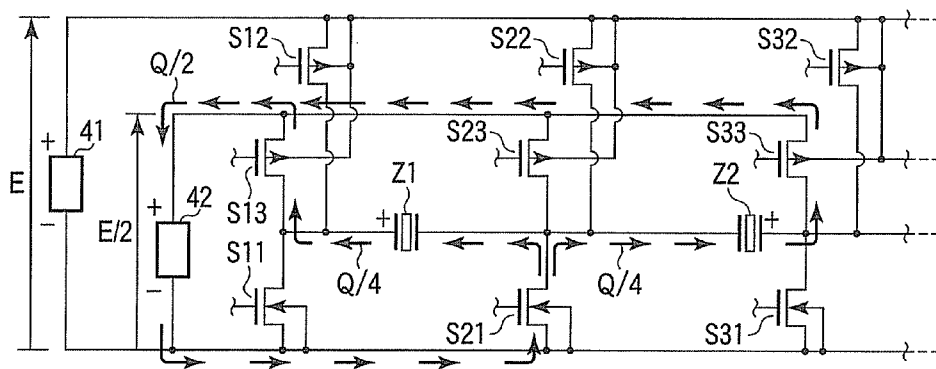 S12
S22
S32
Q/2
S23
S33
+
41
E
-
E/2
+
42
-
S13
Z1
+
Z2
+
S11
Q/4
Q/4
S21
S31